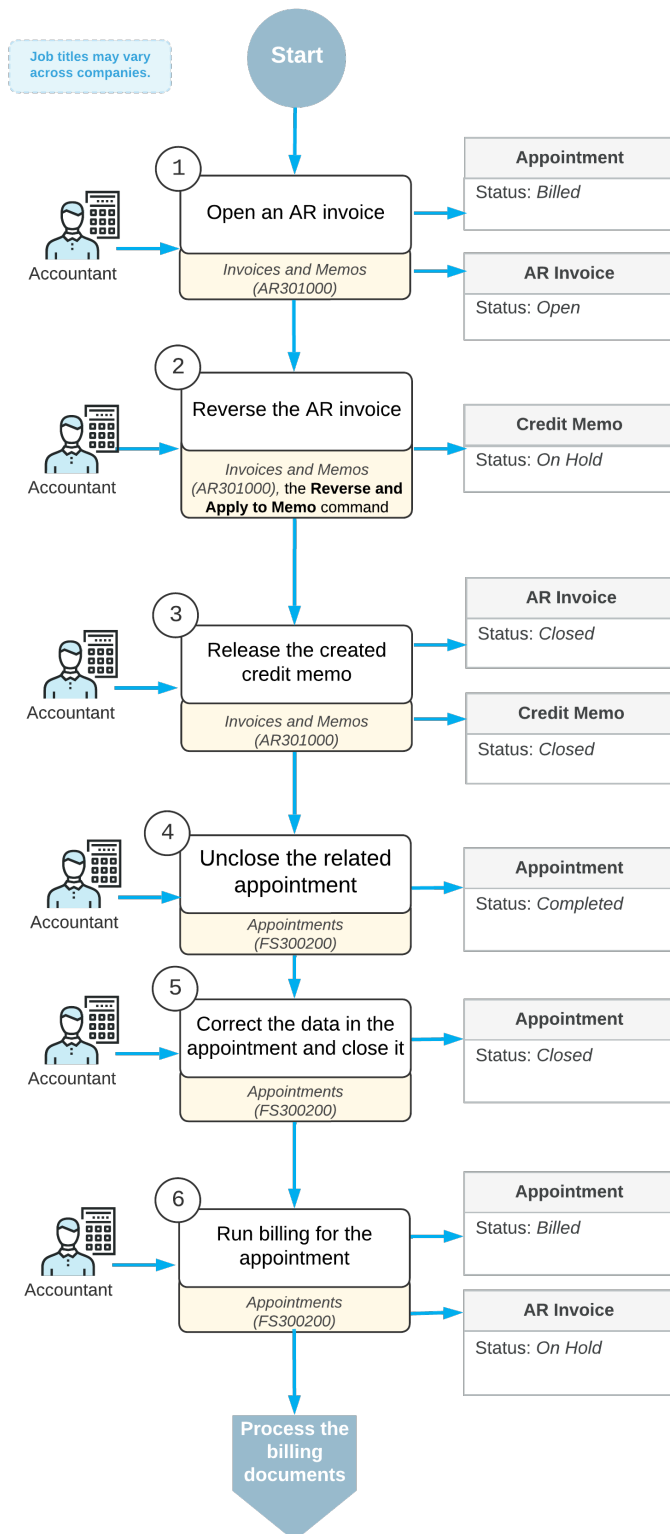 Job titles may vary
across companies.
Start
1
Open an AR invoice
Invoices and Memos
(AR301000)
Accountant
Appointment
Status: Billed
AR Invoice
Status: Open
2
Reverse the AR invoice
Invoices and Memos
(AR301000), the Reverse and
Apply to Memo command
Accountant
Credit Memo
Status: On Hold
3
Release the created
credit memo
Invoices and Memos
(AR301000)
Accountant
AR Invoice
Status: Closed
Credit Memo
Status: Closed
4
Unclose the related
appointment
Appointments
(FS300200)
Accountant
Appointment
Status: Completed
5
Correct the data in the
appointment and close it
Appointments
(FS300200)
Accountant
Appointment
Status: Closed
6
Run billing for the
appointment
Appointments
(FS300200)
Accountant
Appointment
Status: Billed
AR Invoice
Status: On Hold
Process the
billing
documents